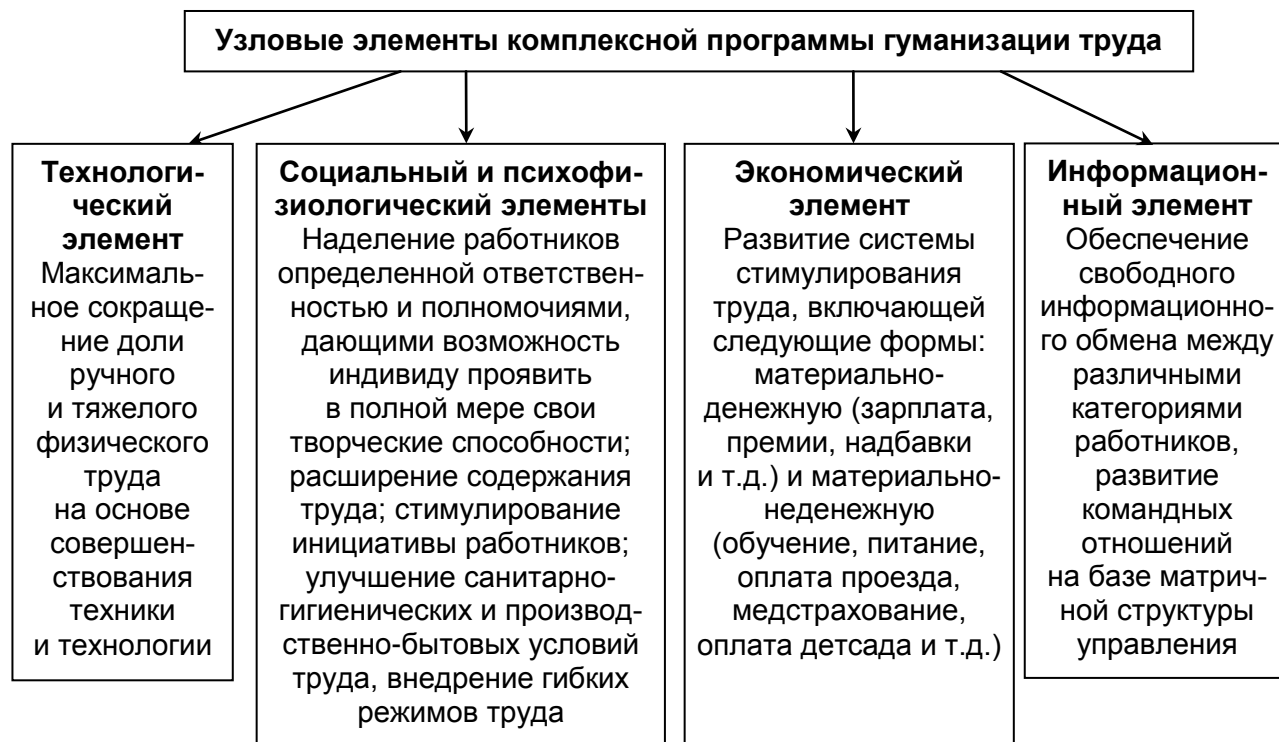 Узловые элементы комплексной программы гуманизации труда
Технологи-
ческий
элемент
Максималь-
ное сокраще-
ние доли
ручного
и тяжелого
физического
труда
на основе
совершен-
ствования
техники
и технологии
Социальный и психофи-
зиологический элементы
Наделение работников
определенной ответствен-
ностью и полномочиями,
дающими возможность
индивиду проявить
в полной мере свои
творческие способности;
расширение содержания
труда; стимулирование
инициативы работников;
улучшение санитарно-
гигиенических и производ-
ственно-бытовых условий
труда, внедрение гибких
режимов труда
Экономический
элемент
Развитие системы
стимулирования
труда, включающей
следующие формы:
материально-
денежную (зарплата,
премии, надбавки
и т.д.) и материально-
неденежную
(обучение, питание,
оплата проезда,
медстрахование,
оплата детсада и т.д.)
Информацион-
ный элемент
Обеспечение
свободного
информационно-
го обмена между
различными
категориями
работников,
развитие
командных
отношений
на базе матрич-
ной структуры
управления